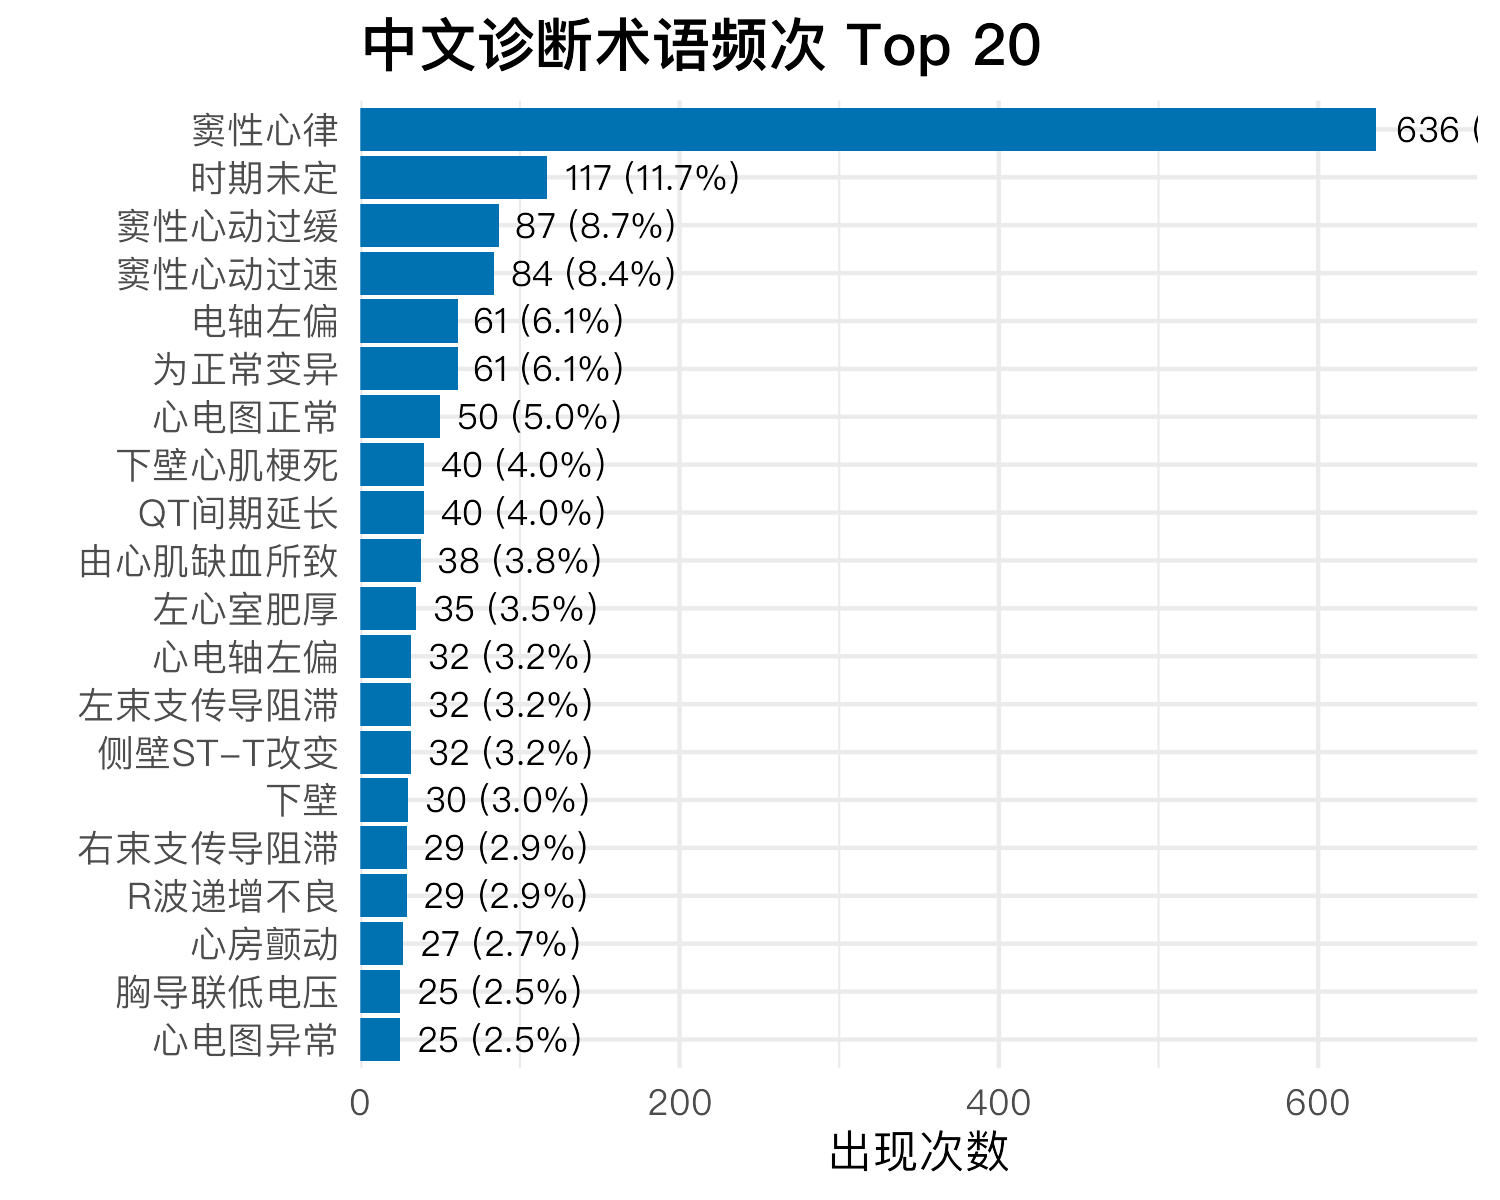 中文诊断术语频次 Top 20
窦性心律 636 (
时期未定 117 (11.7%)
窦性心动过缓 87 (8.7%)
窦性心动过速 84 (8.4%)
电轴左偏 61 (6.1%)
为正常变异 61 (6.1%)
心电图正常 50 (5.0%)
下壁心肌梗死 40 (4.0%)
QT间期延长 40 (4.0%)
由心肌缺血所致 38 (3.8%)
左心室肥厚 35 (3.5%)
心电轴左偏 32 (3.2%)
左束支传导阻滞 32 (3.2%)
侧壁ST-T改变 32 (3.2%)
下壁 30 (3.0%)
右束支传导阻滞 29 (2.9%)
R波递增不良 29 (2.9%)
心房颤动 27 (2.7%)
胸导联低电压 25 (2.5%)
心电图异常 25 (2.5%)
0 200 400 600
出现次数